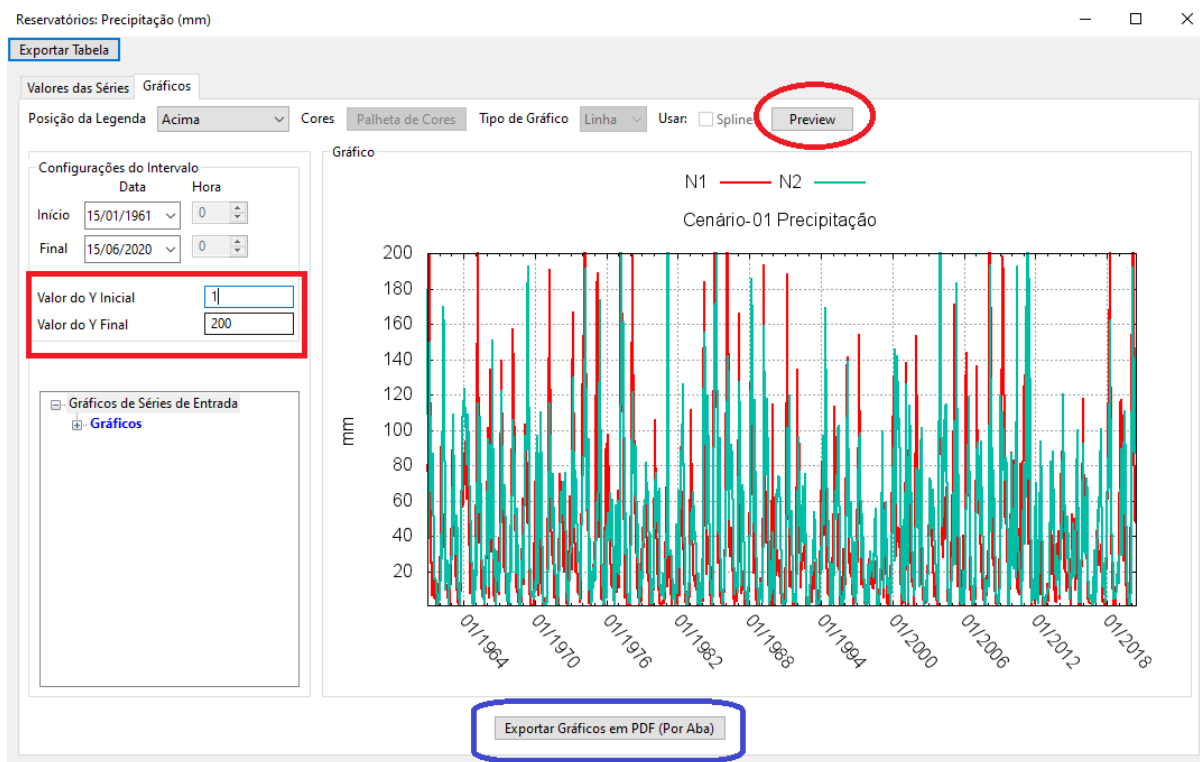 Reservatórios: Precipitação (mm)
Exportar Tabela
Valores das Séries Gráficos
Posição da Legenda Acima Cores Palheta de Cores Tipo de Gráfico Linha Usar: Spline Preview
Configurações do Intervalo
Data Hora
Início 15/01/1961 0
Final 15/06/2020 0
Valor do Y Inicial 1
Valor do Y Final 200
Gráficos de Séries de Entrada
Gráficos
Gráfico
N1 N2
Cenário-01 Precipitação
mm
200
180
160
140
120
100
80
60
40
20
01/1964 01/1970 01/1976 01/1982 01/1988 01/1994 01/2000 01/2006 01/2012 01/2018
Exportar Gráficos em PDF (Por Aba)